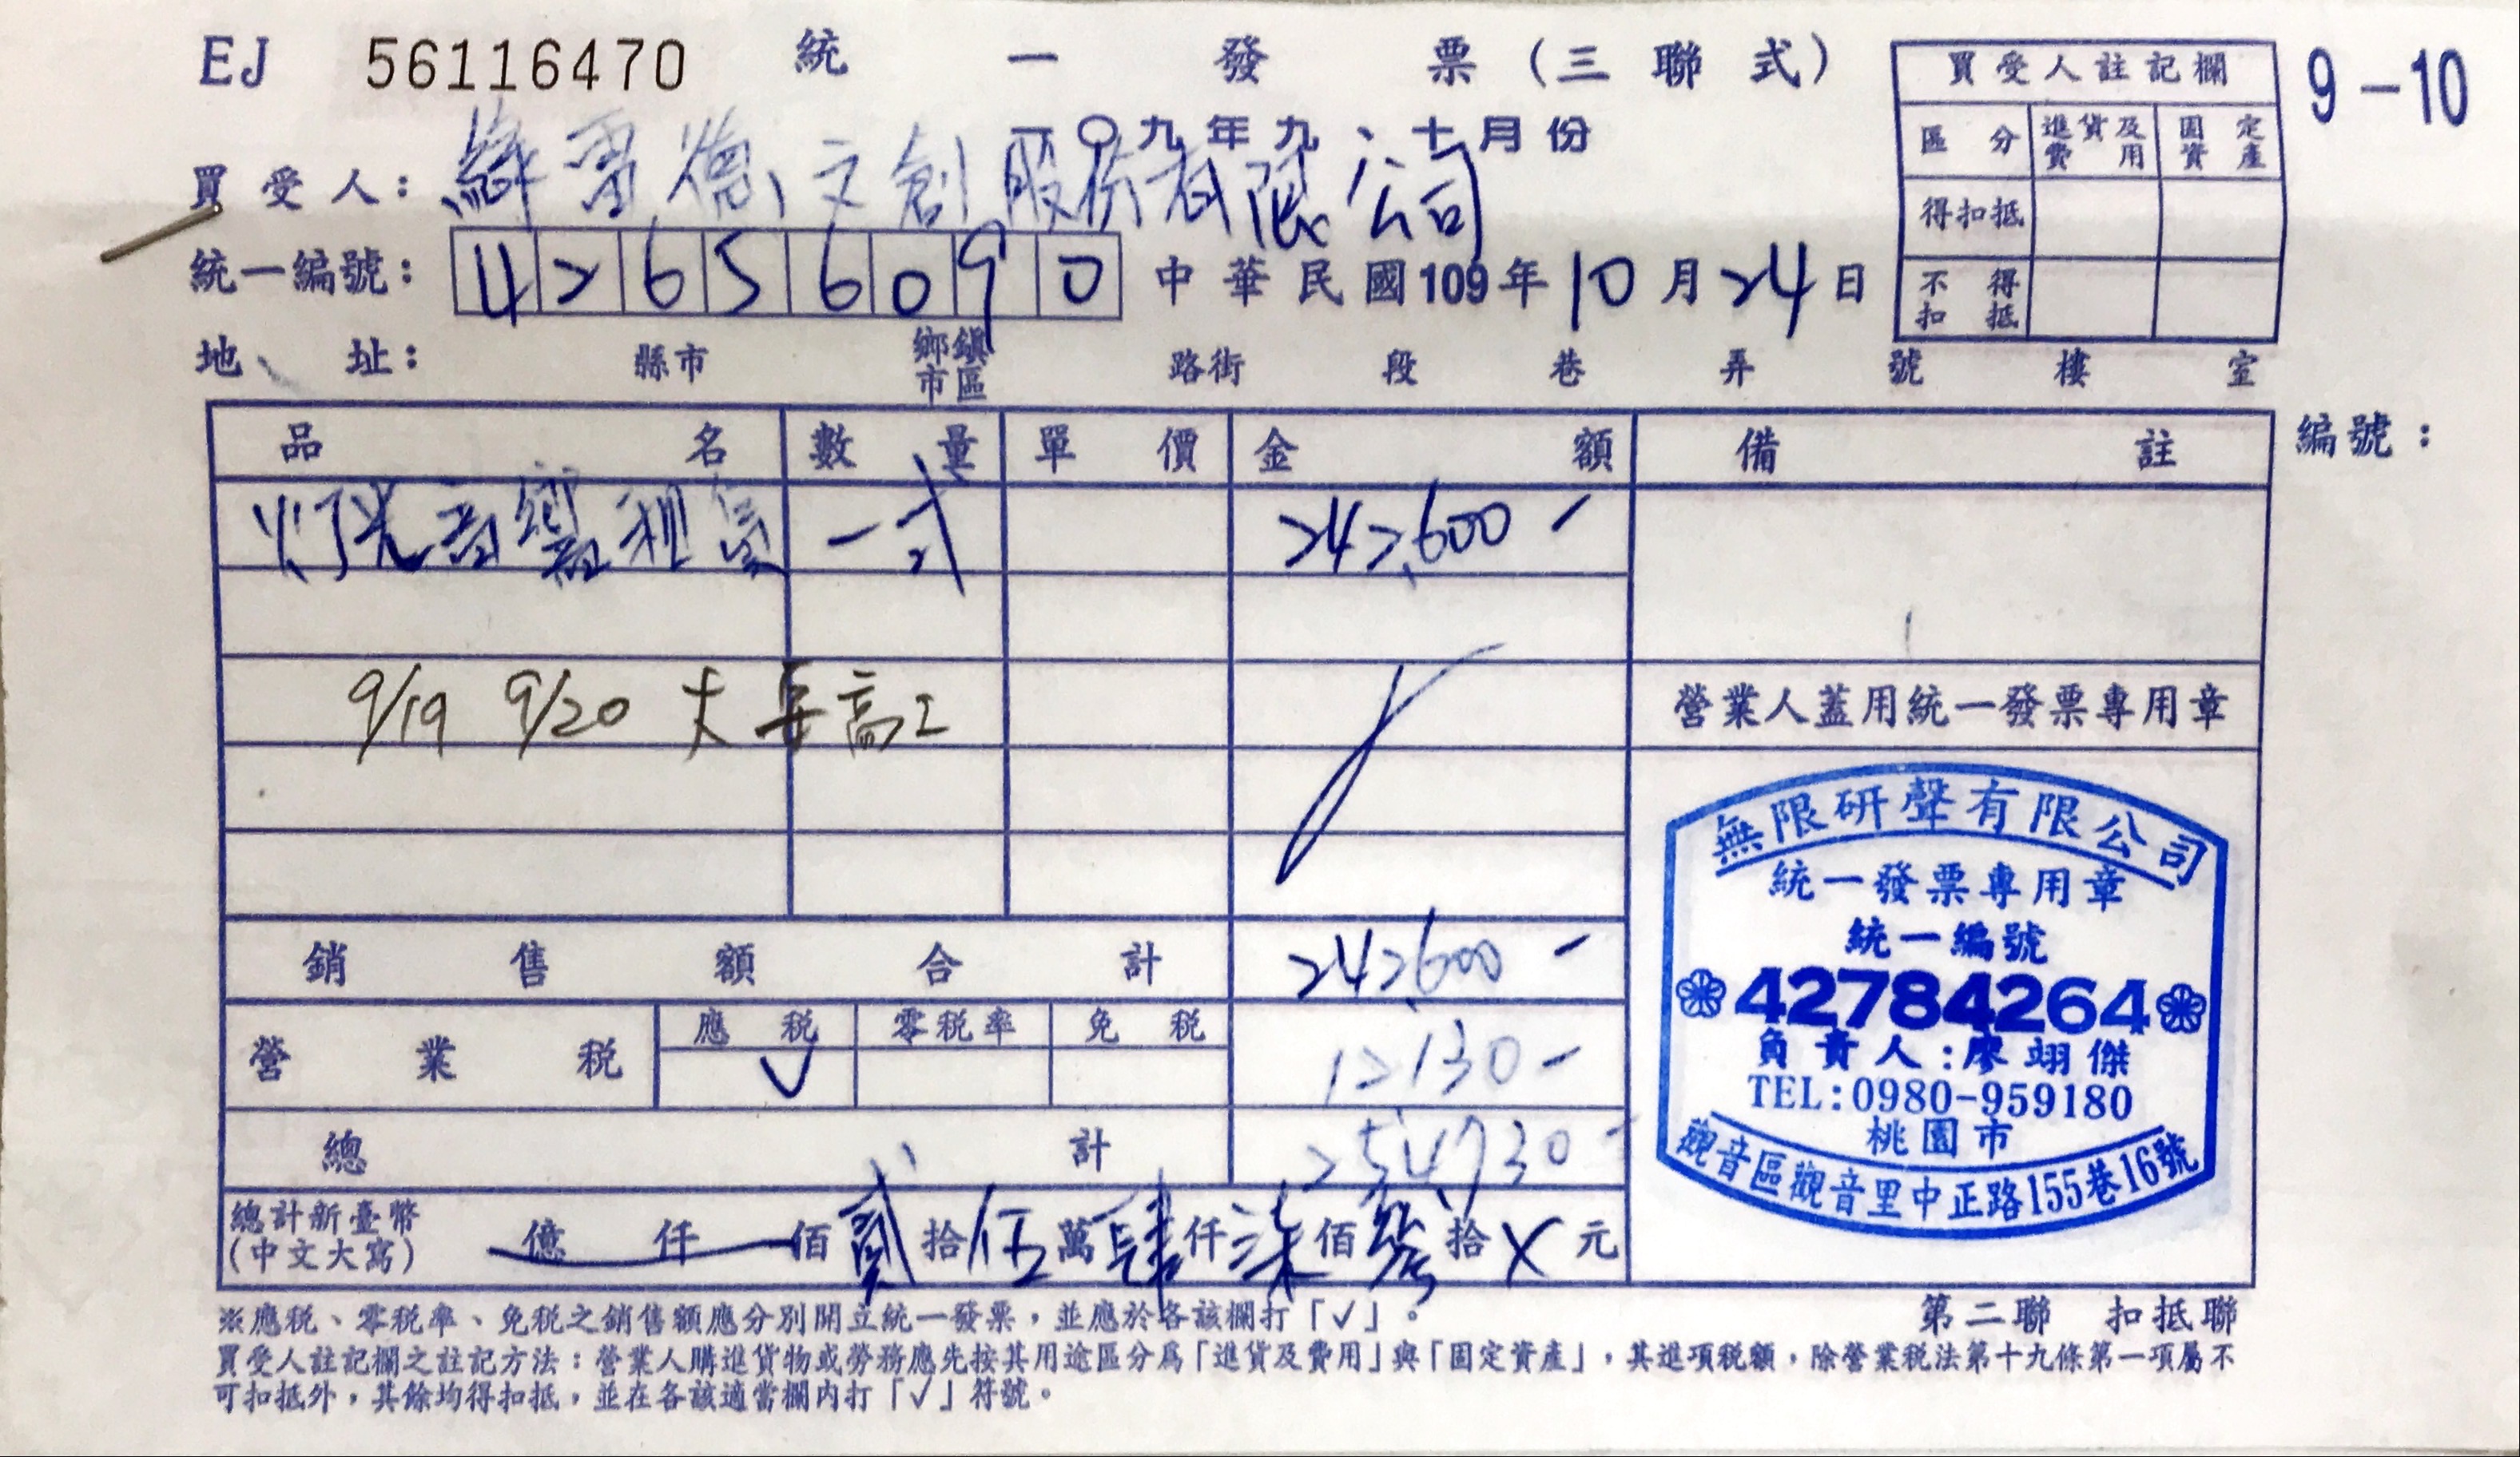 EJ 56116470 統一發票(三聯式)
9-10
一〇九年九、十月份
買受人: 雷德文創股份有限公司
統一編號: 42656090 中華民國109年10月24日
地址: 縣市 鄉鎮市區 路街 段 巷 弄 號 樓 室
買受人註記欄
區分 進貨及費用 固定資產
得扣抵
不得扣抵
品名 數量 單價 金額 備註
編號:
灯光音響租賃 一式 242,600-
9/19 9/20 大安高工
營業人蓋用統一發票專用章
銷售額合計 242,600-
營業稅 應稅 零稅率 免稅
✓ 12130-
總計 254730-
總計新臺幣
(中文大寫) 億 仟 佰 貳 拾 伍 萬 肆 仟 柒 佰 參 拾 X 元
無限研聲有限公司
統一發票專用章
統一編號
42784264
負責人:廖翊傑
TEL:0980-959180
桃園市
觀音區觀音里中正路155巷16號
※應稅、零稅率、免稅之銷售額應分別開立統一發票,並應於各該欄打「✓」。
第二聯 扣抵聯
買受人註記欄之註記方法:營業人購進貨物或勞務應先按其用途區分為「進貨及費用」與「固定資產」,其進項稅額,除營業稅法第十九條第一項屬不
可扣抵外,其餘均得扣抵,並在各該適當欄內打「✓」符號。